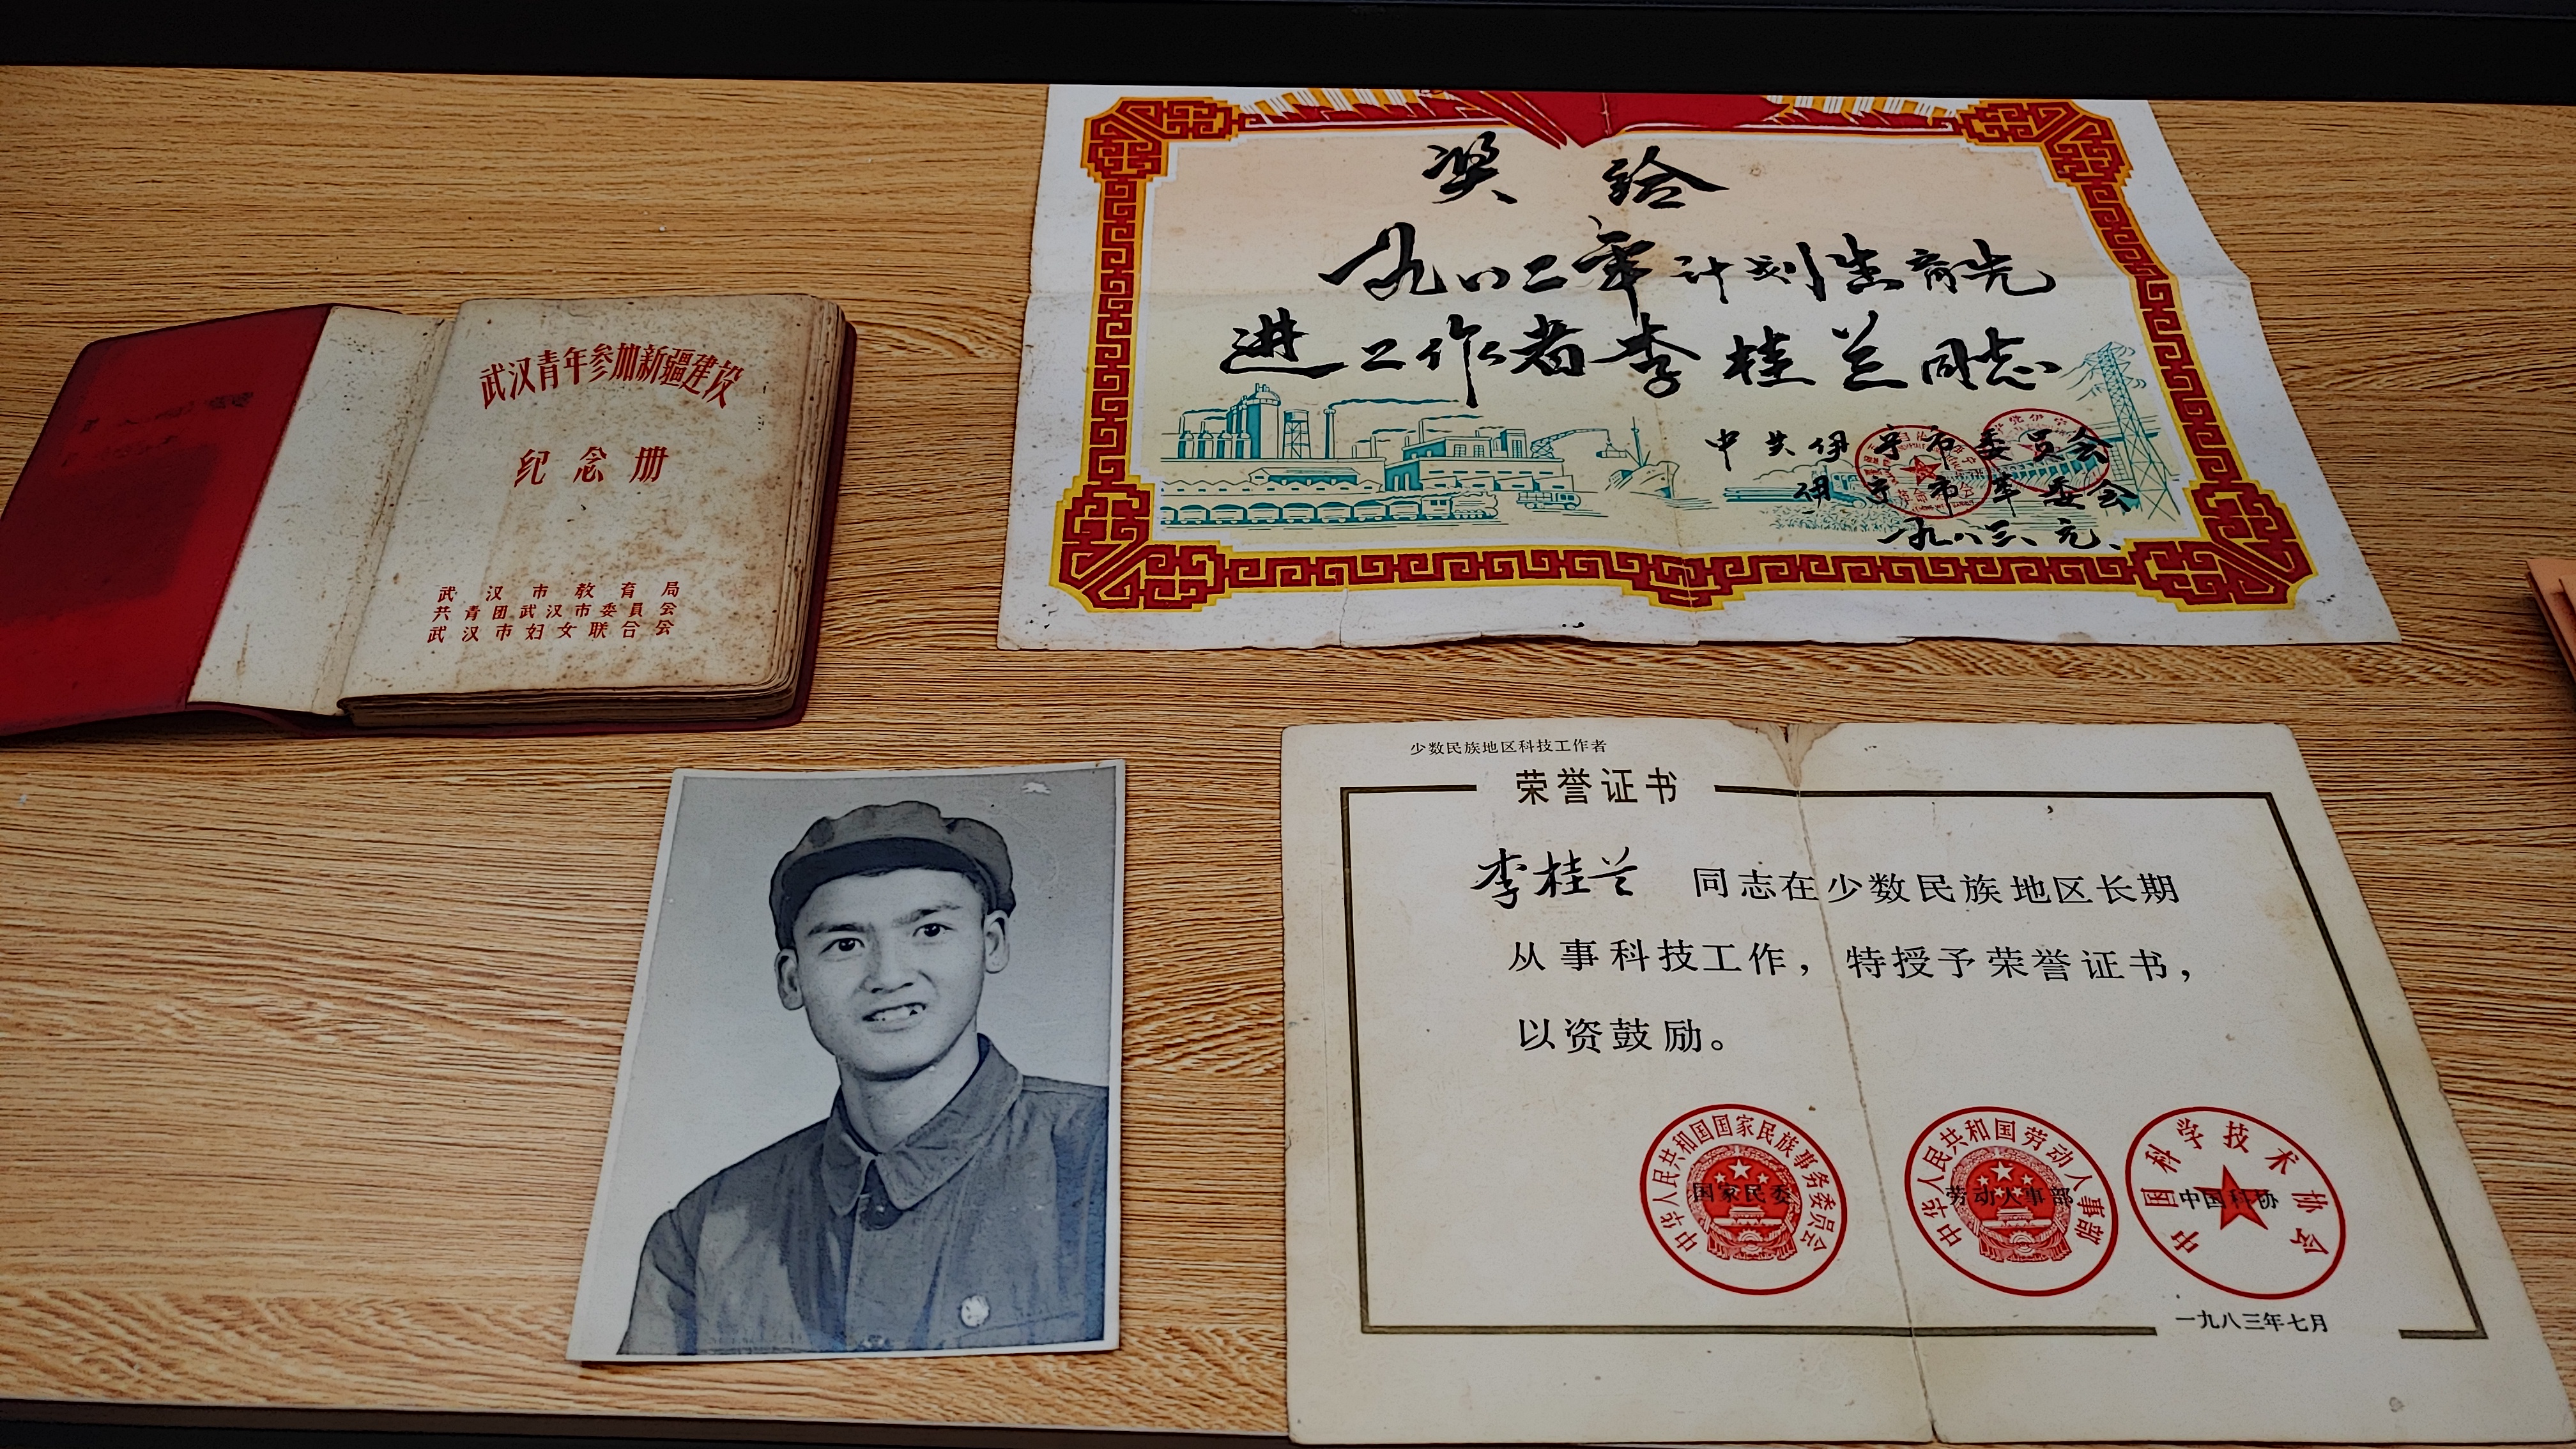 武汉青年参加新疆建设
纪念册
武汉市教育局
共青团武汉市委員会
武汉市妇女联合会
奖给
一九八二年计划生育先
进工作者李桂兰同志
中共伊宁市委员会
伊宁市革委会
一九八三、元、
少数民族地区科技工作者
荣誉证书
李桂兰 同志在少数民族地区长期
从事科技工作，特授予荣誉证书，
以资鼓励。
中华人民共和国国家民族事务委员会
国家民委
中华人民共和国劳动人事部
劳动人事部
中国科学技术协会
中国科协
一九八三年七月